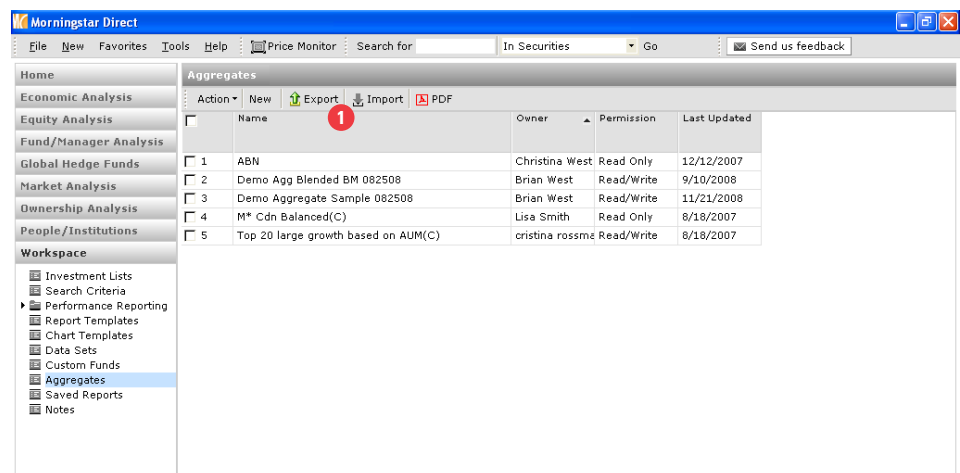 Morningstar Direct
File New Favorites Tools Help Price Monitor Search for In Securities Go Send us feedback
Home
Economic Analysis
Equity Analysis
Fund/Manager Analysis
Global Hedge Funds
Market Analysis
Ownership Analysis
People/Institutions
Workspace
Investment Lists
Search Criteria
Performance Reporting
Report Templates
Chart Templates
Data Sets
Custom Funds
Aggregates
Saved Reports
Notes
Aggregates
Action New Export Import PDF
1
Name Owner Permission Last Updated
1 ABN Christina West Read Only 12/12/2007
2 Demo Agg Blended BM 082508 Brian West Read/Write 9/10/2008
3 Demo Aggregate Sample 082508 Brian West Read/Write 11/21/2008
4 M* Cdn Balanced(C) Lisa Smith Read Only 8/18/2007
5 Top 20 large growth based on AUM(C) cristina rossma Read/Write 8/18/2007